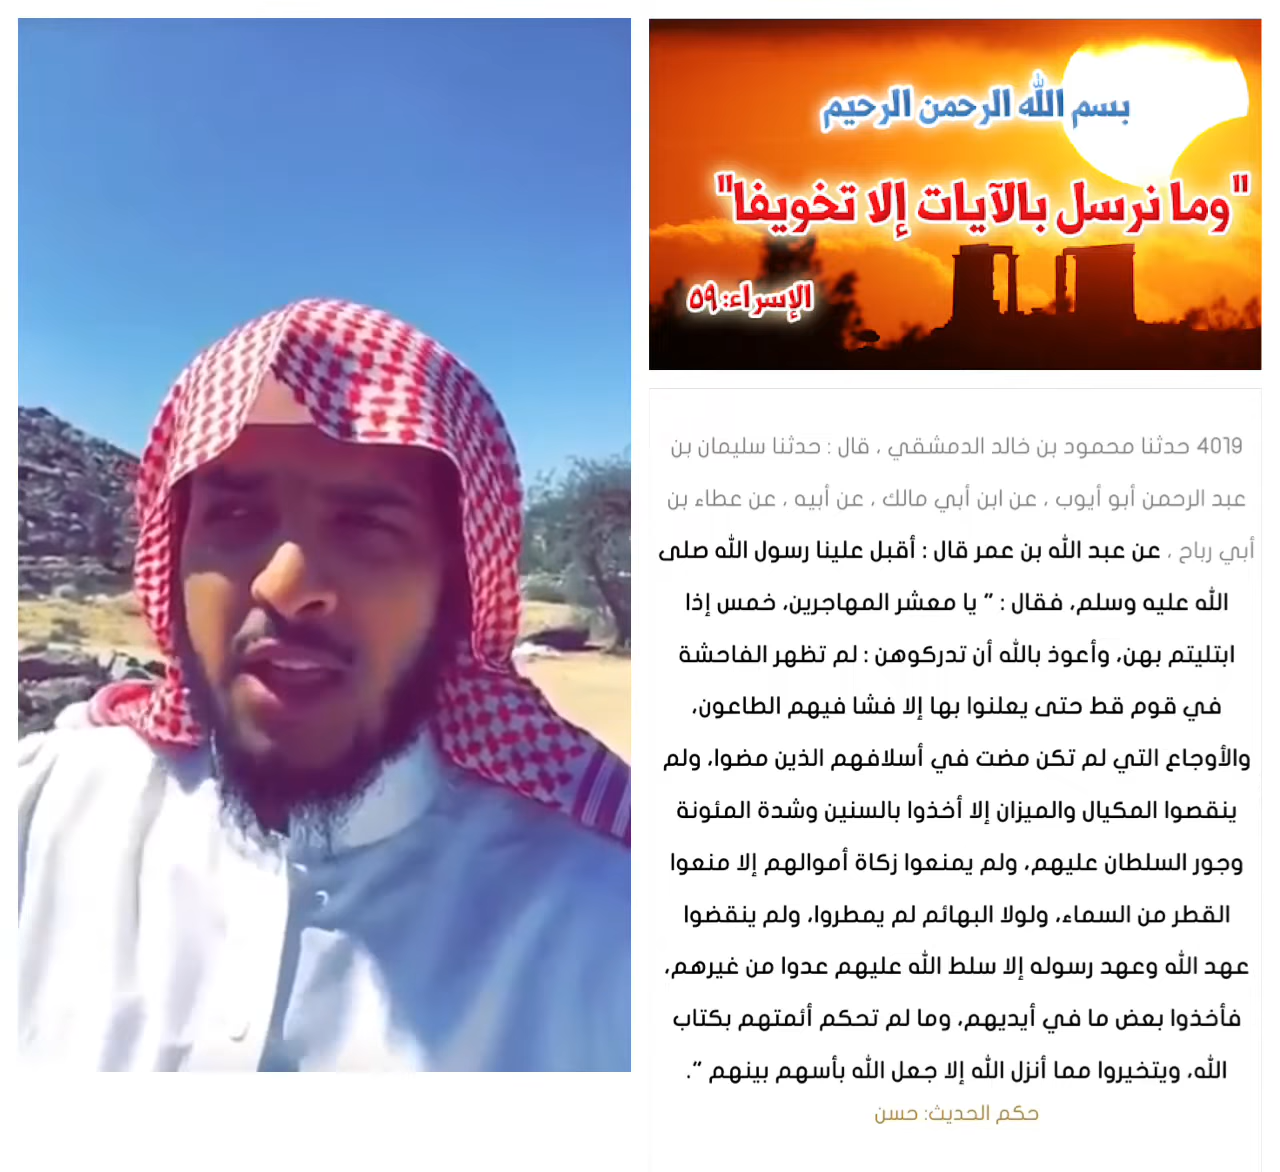 بسم الله الرحمن الرحيم
"وما نرسل بالآيات إلا تخويفا"
الإسراء: ٥٩
4019 حدثنا محمود بن خالد الدمشقي ، قال : حدثنا سليمان بن
عبد الرحمن أبو أيوب ، عن ابن أبي مالك ، عن أبيه ، عن عطاء بن
أبي رباح ، عن عبد الله بن عمر قال : أقبل علينا رسول الله صلى
الله عليه وسلم، فقال : " يا معشر المهاجرين، خمس إذا
ابتليتم بهن، وأعوذ بالله أن تدركوهن : لم تظهر الفاحشة
في قوم قط حتى يعلنوا بها إلا فشا فيهم الطاعون،
والأوجاع التي لم تكن مضت في أسلافهم الذين مضوا، ولم
ينقصوا المكيال والميزان إلا أخذوا بالسنين وشدة المئونة
وجور السلطان عليهم، ولم يمنعوا زكاة أموالهم إلا منعوا
القطر من السماء، ولولا البهائم لم يمطروا، ولم ينقضوا
عهد الله وعهد رسوله إلا سلط الله عليهم عدوا من غيرهم،
فأخذوا بعض ما في أيديهم، وما لم تحكم أئمتهم بكتاب
الله، ويتخيروا مما أنزل الله إلا جعل الله بأسهم بينهم ".
حكم الحديث: حسن